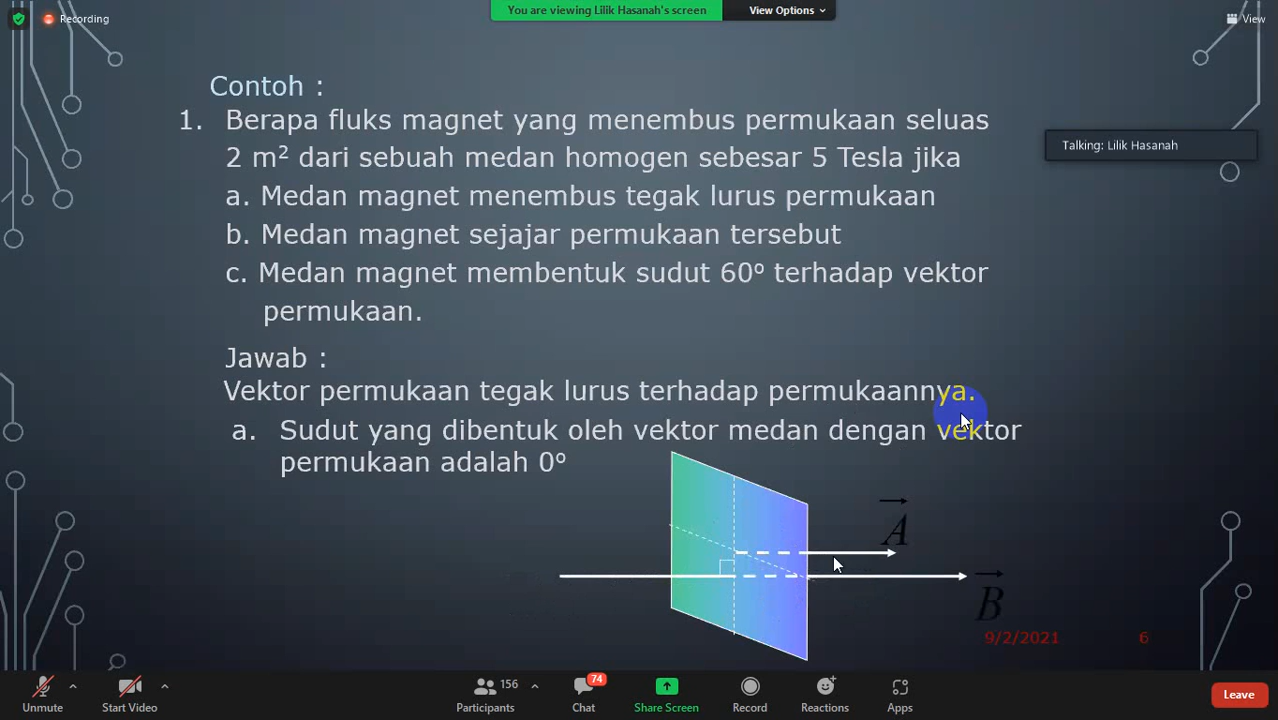 Recording
You are viewing Lilik Hasanah's screen
View Options
View
Talking: Lilik Hasanah
Contoh :
1. Berapa fluks magnet yang menembus permukaan seluas
2 m² dari sebuah medan homogen sebesar 5 Tesla jika
a. Medan magnet menembus tegak lurus permukaan
b. Medan magnet sejajar permukaan tersebut
c. Medan magnet membentuk sudut 60º terhadap vektor
permukaan.
Jawab :
Vektor permukaan tegak lurus terhadap permukaannya.
a. Sudut yang dibentuk oleh vektor medan dengan vektor
permukaan adalah 0º
A
B
9/2/2021 6
Unmute
Start Video
156
Participants
74
Chat
Share Screen
Record
Reactions
Apps
Leave